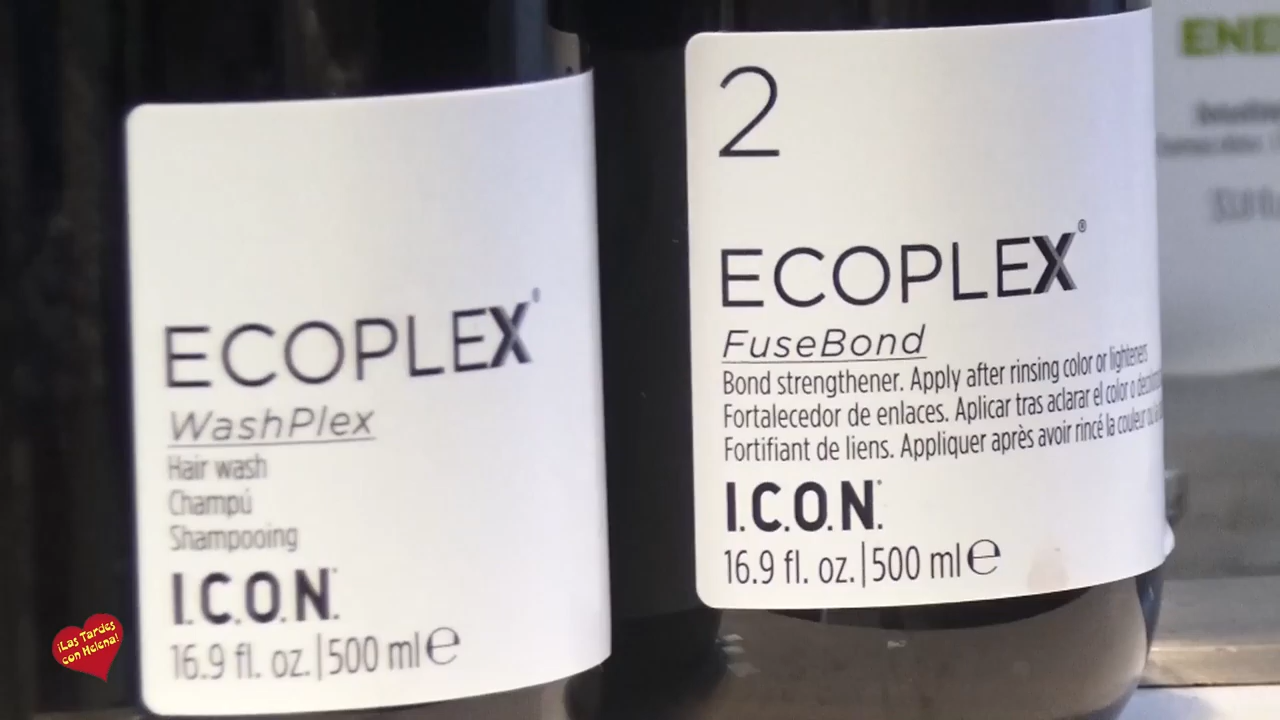 ECOPLEX®
WashPlex
Hair wash
Champú
Shampooing
I.C.O.N.
16.9 fl. oz.|500 ml ℮
2
ECOPLEX®
FuseBond
Bond strengthener. Apply after rinsing color or lighteners
Fortalecedor de enlaces. Aplicar tras aclarar el color o
Fortifiant de liens. Appliquer après avoir rincé la couleur
I.C.O.N.
16.9 fl. oz.|500 ml ℮
ENE
¡Las Tardes
con Helena!